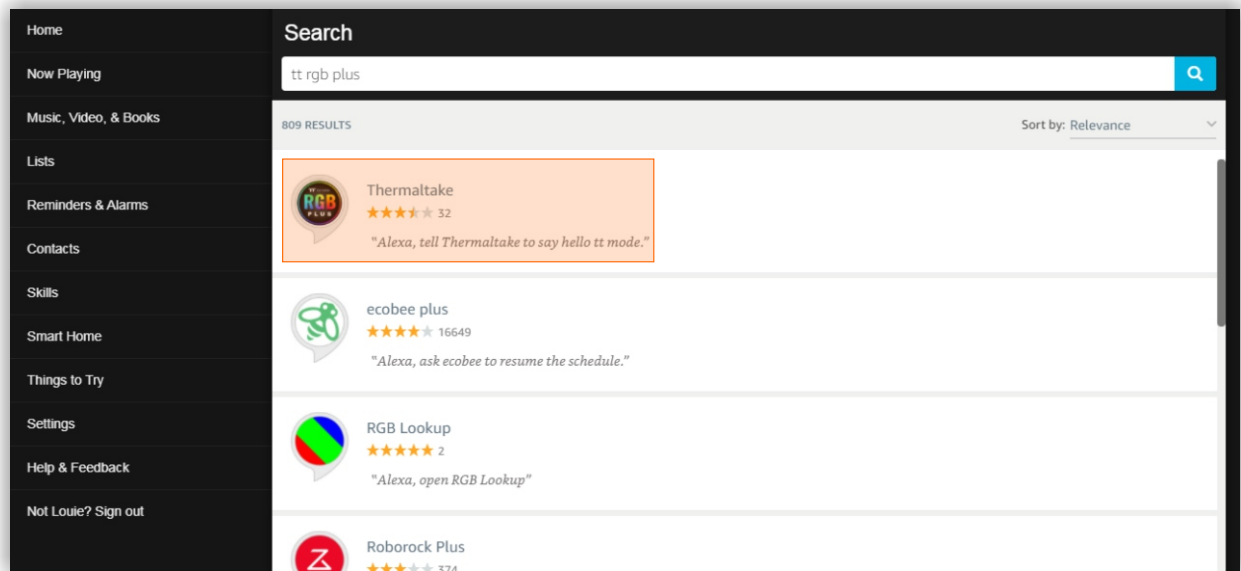 Home
Now Playing
Music, Video, & Books
Lists
Reminders & Alarms
Contacts
Skills
Smart Home
Things to Try
Settings
Help & Feedback
Not Louie? Sign out
Search
tt rgb plus
809 RESULTS
Sort by: Relevance
RGB
PLUS
Thermaltake
32
"Alexa, tell Thermaltake to say hello tt mode."
ecobee plus
16649
"Alexa, ask ecobee to resume the schedule."
RGB Lookup
2
"Alexa, open RGB Lookup"
Roborock Plus
374